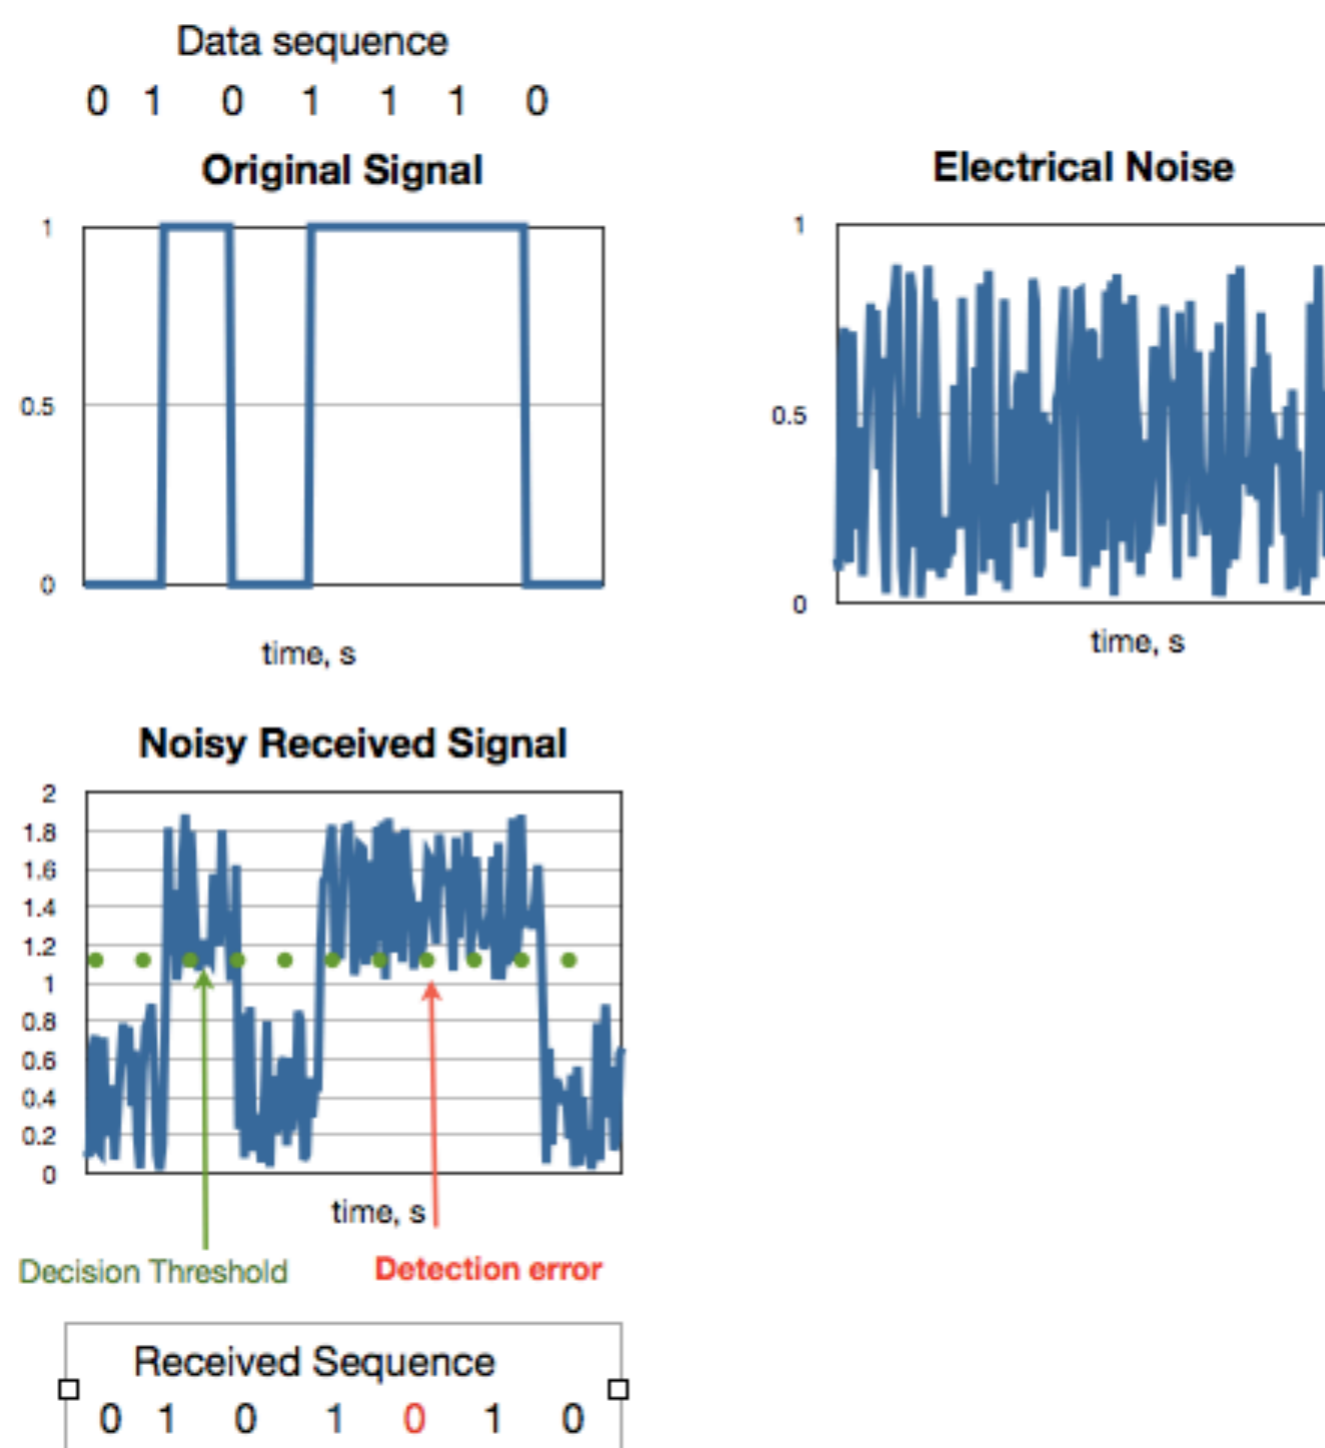 Data sequence
0 1 0 1 1 1 0
Original Signal
1
0.5
0
time, s
Electrical Noise
1
0.5
0
time, s
Noisy Received Signal
2
1.8
1.6
1.4
1.2
1
0.8
0.6
0.4
0.2
0
time, s
Decision Threshold
Detection error
Received Sequence
0 1 0 1 0 1 0